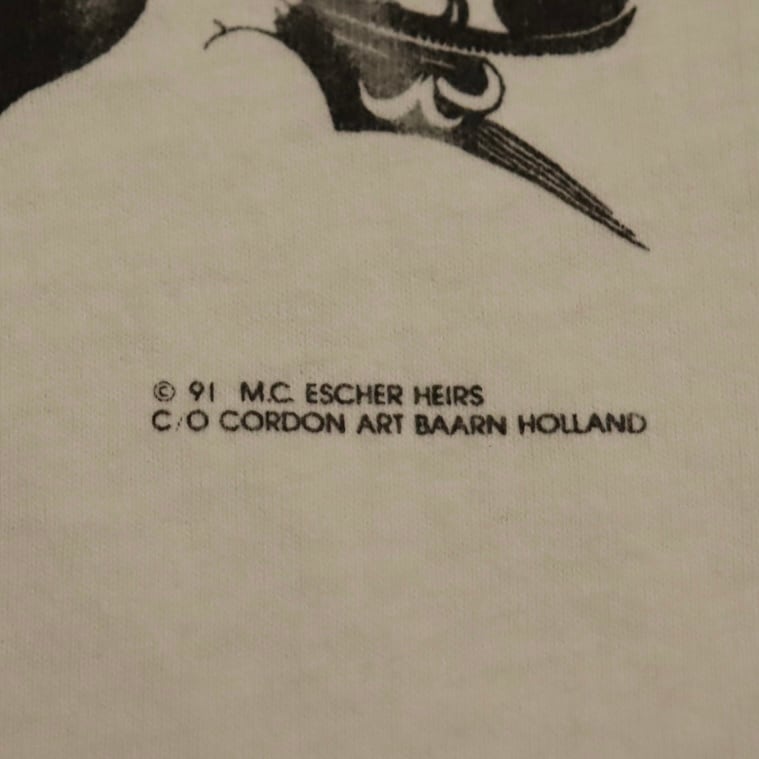 © 91 M.C. ESCHER HEIRS
C/O CORDON ART BAARN HOLLAND